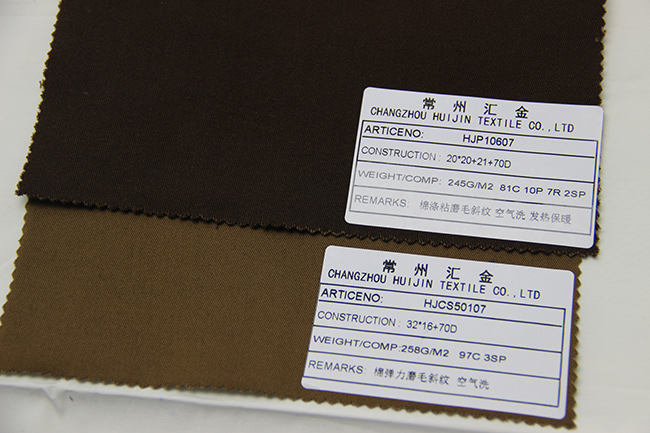 常州汇金
CHANGZHOU HUIJIN TEXTILE CO.,LTD
ARTICENO: HJP10607
CONSTRUCTION: 20*20+21+70D
WEIGHT/COMP: 245G/M2 81C 10P 7R 2SP
REMARKS: 棉涤粘磨毛斜纹 空气洗 发热保暖
常州汇金
CHANGZHOU HUIJIN TEXTILE CO.,LTD
ARTICENO: HJCS50107
CONSTRUCTION: 32*16+70D
WEIGHT/COMP:258G/M2 97C 3SP
REMARKS: 棉弹力磨毛斜纹 空气洗